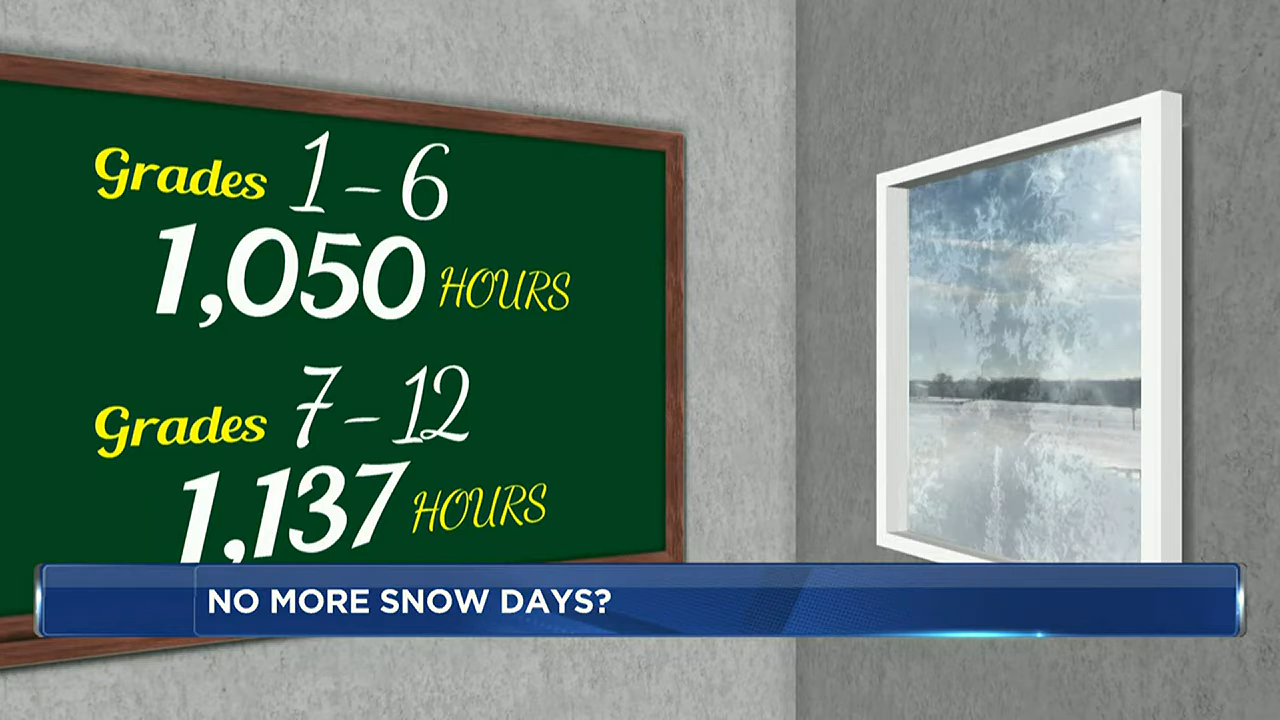 Grades 1 – 6
1,050 HOURS
Grades 7 – 12
1,137 HOURS
NO MORE SNOW DAYS?